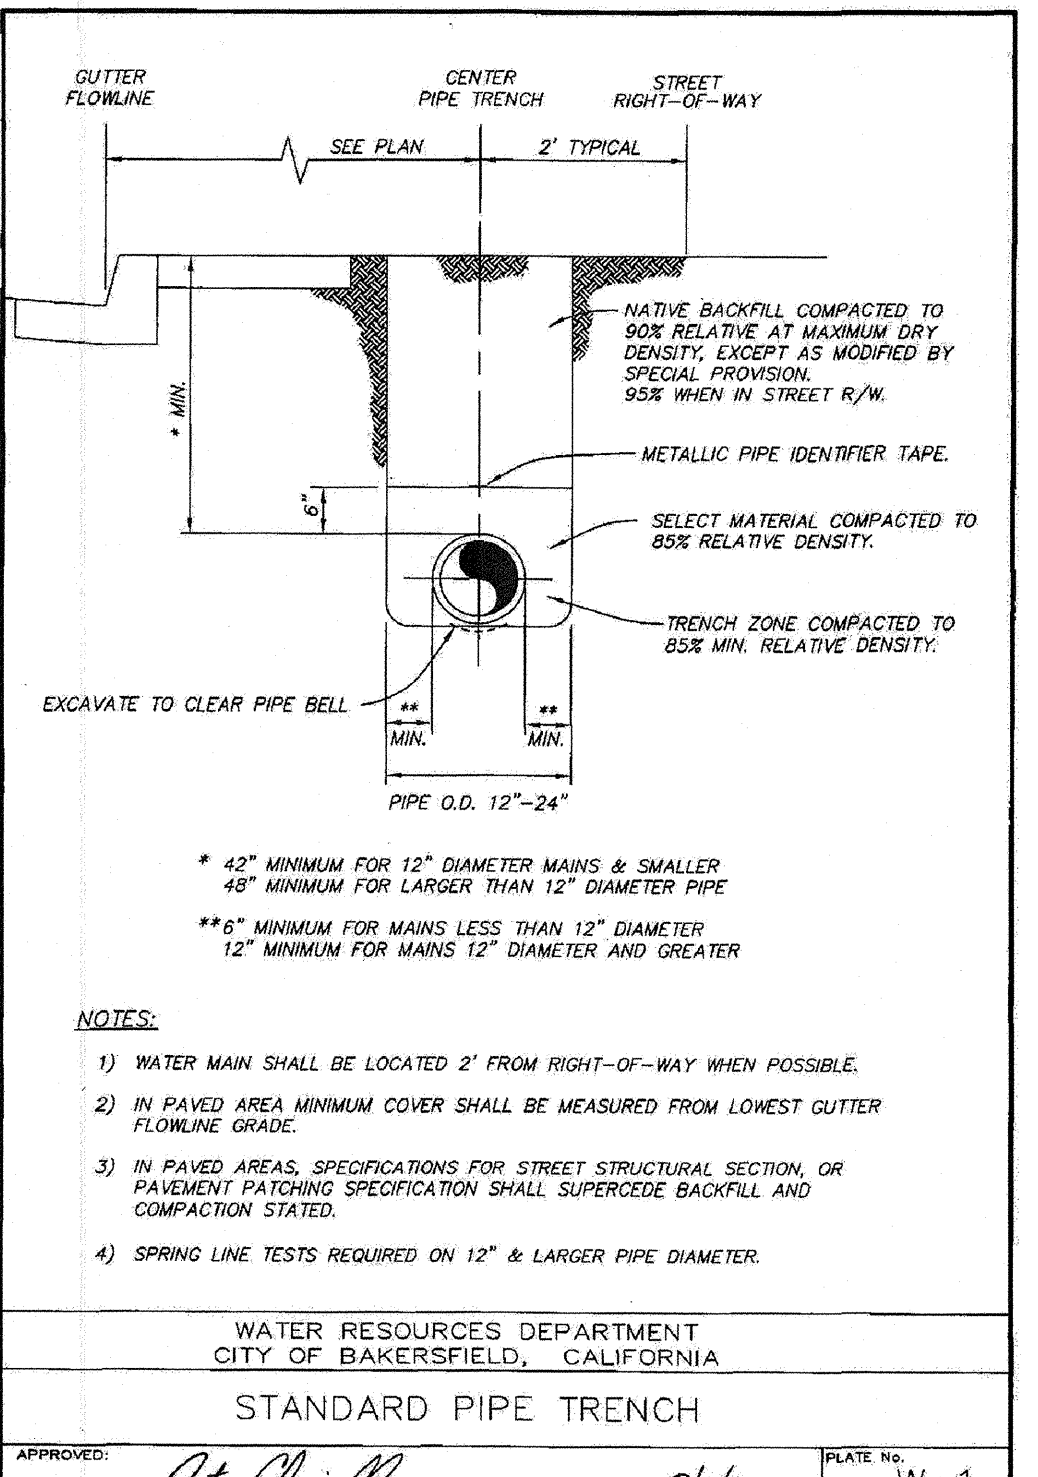 GUTTER
FLOWLINE
CENTER
PIPE TRENCH
STREET
RIGHT-OF-WAY
SEE PLAN
2' TYPICAL
* MIN.
6"
NATIVE BACKFILL COMPACTED TO
90% RELATIVE AT MAXIMUM DRY
DENSITY, EXCEPT AS MODIFIED BY
SPECIAL PROVISION.
95% WHEN IN STREET R/W.
METALLIC PIPE IDENTIFIER TAPE.
SELECT MATERIAL COMPACTED TO
85% RELATIVE DENSITY.
TRENCH ZONE COMPACTED TO
85% MIN. RELATIVE DENSITY.
EXCAVATE TO CLEAR PIPE BELL
**
MIN.
**
MIN.
PIPE O.D. 12"-24"
* 42" MINIMUM FOR 12" DIAMETER MAINS & SMALLER
48" MINIMUM FOR LARGER THAN 12" DIAMETER PIPE
**6" MINIMUM FOR MAINS LESS THAN 12" DIAMETER
12" MINIMUM FOR MAINS 12" DIAMETER AND GREATER
NOTES:
1) WATER MAIN SHALL BE LOCATED 2' FROM RIGHT-OF-WAY WHEN POSSIBLE.
2) IN PAVED AREA MINIMUM COVER SHALL BE MEASURED FROM LOWEST GUTTER
FLOWLINE GRADE.
3) IN PAVED AREAS, SPECIFICATIONS FOR STREET STRUCTURAL SECTION, OR
PAVEMENT PATCHING SPECIFICATION SHALL SUPERCEDE BACKFILL AND
COMPACTION STATED.
4) SPRING LINE TESTS REQUIRED ON 12" & LARGER PIPE DIAMETER.
WATER RESOURCES DEPARTMENT
CITY OF BAKERSFIELD, CALIFORNIA
STANDARD PIPE TRENCH
APPROVED:
PLATE No.